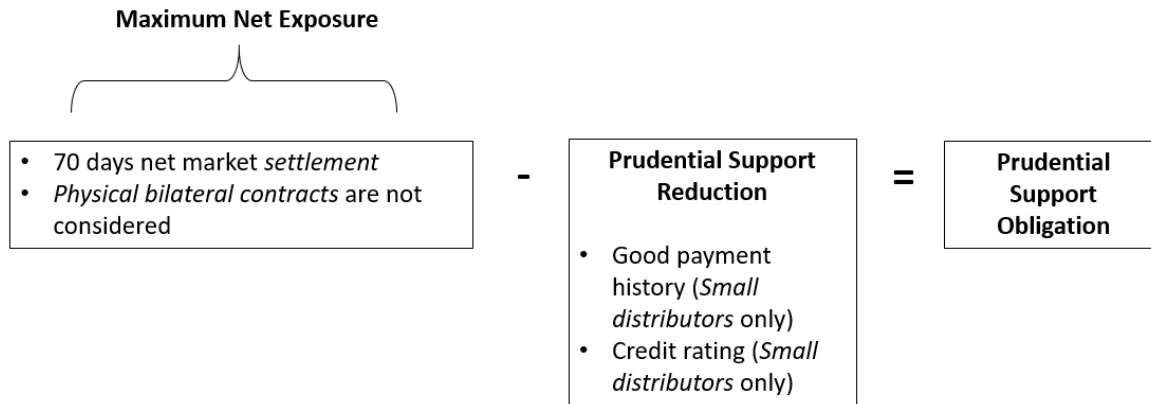 Maximum Net Exposure
• 70 days net market settlement
• Physical bilateral contracts are not
considered
-
Prudential Support
Reduction
• Good payment
history (Small
distributors only)
• Credit rating (Small
distributors only)
=
Prudential
Support
Obligation